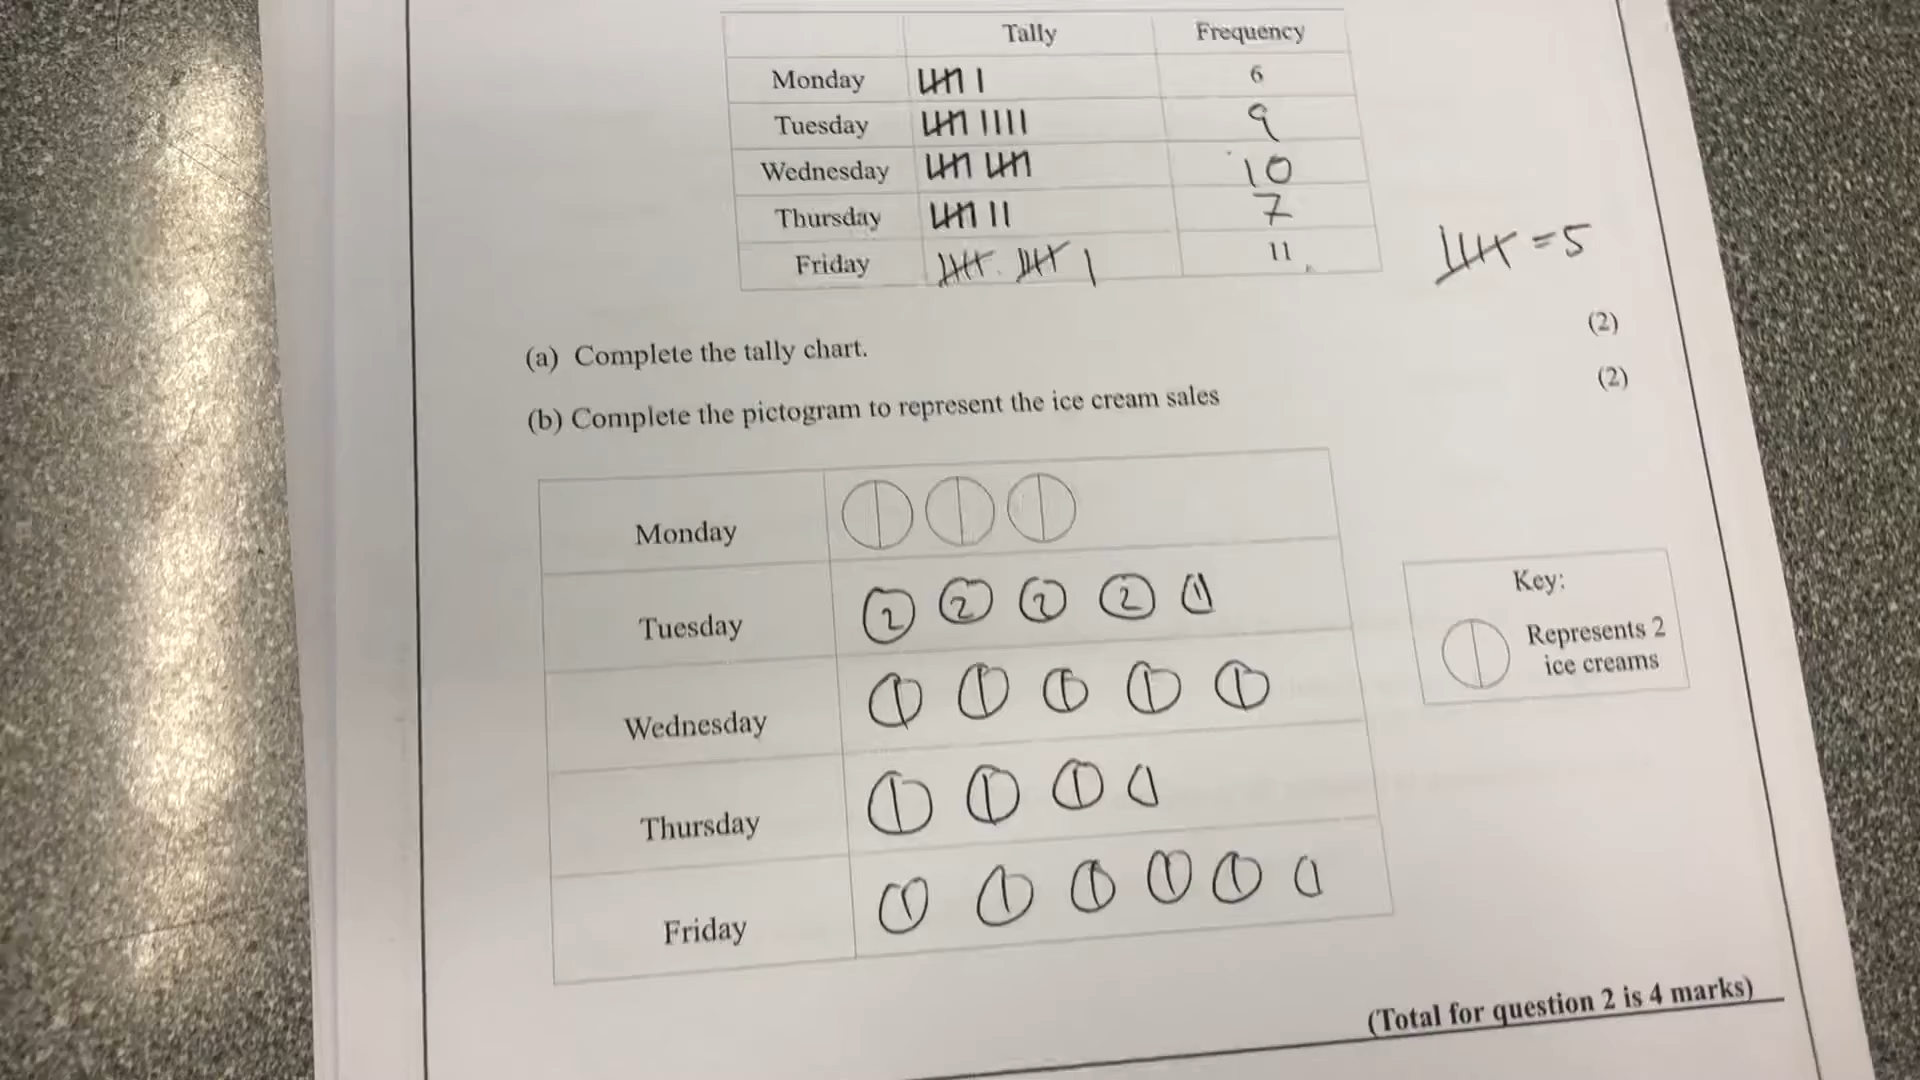 Tally Frequency
Monday 𝍸 | 6
Tuesday 𝍸 |||| 9
Wednesday 𝍸 𝍸 10
Thursday 𝍸 || 7
Friday 𝍸 𝍸 | 11
𝍸 = 5
(a) Complete the tally chart.
(2)
(b) Complete the pictogram to represent the ice cream sales
(2)
Monday
Tuesday 2 2 2 2 1
Wednesday
Thursday
Friday
Key:
Represents 2
ice creams
(Total for question 2 is 4 marks)